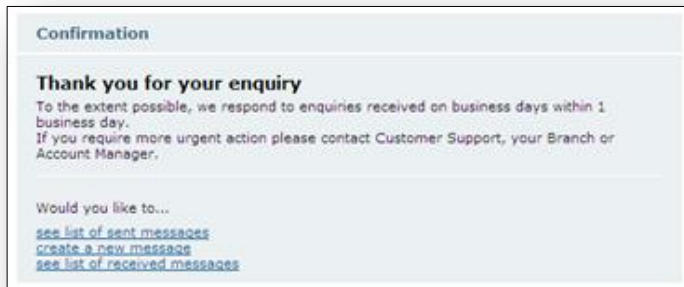 Confirmation
Thank you for your enquiry
To the extent possible, we respond to enquiries received on business days within 1
business day.
If you require more urgent action please contact Customer Support, your Branch or
Account Manager.
Would you like to...
see list of sent messages
create a new message
see list of received messages